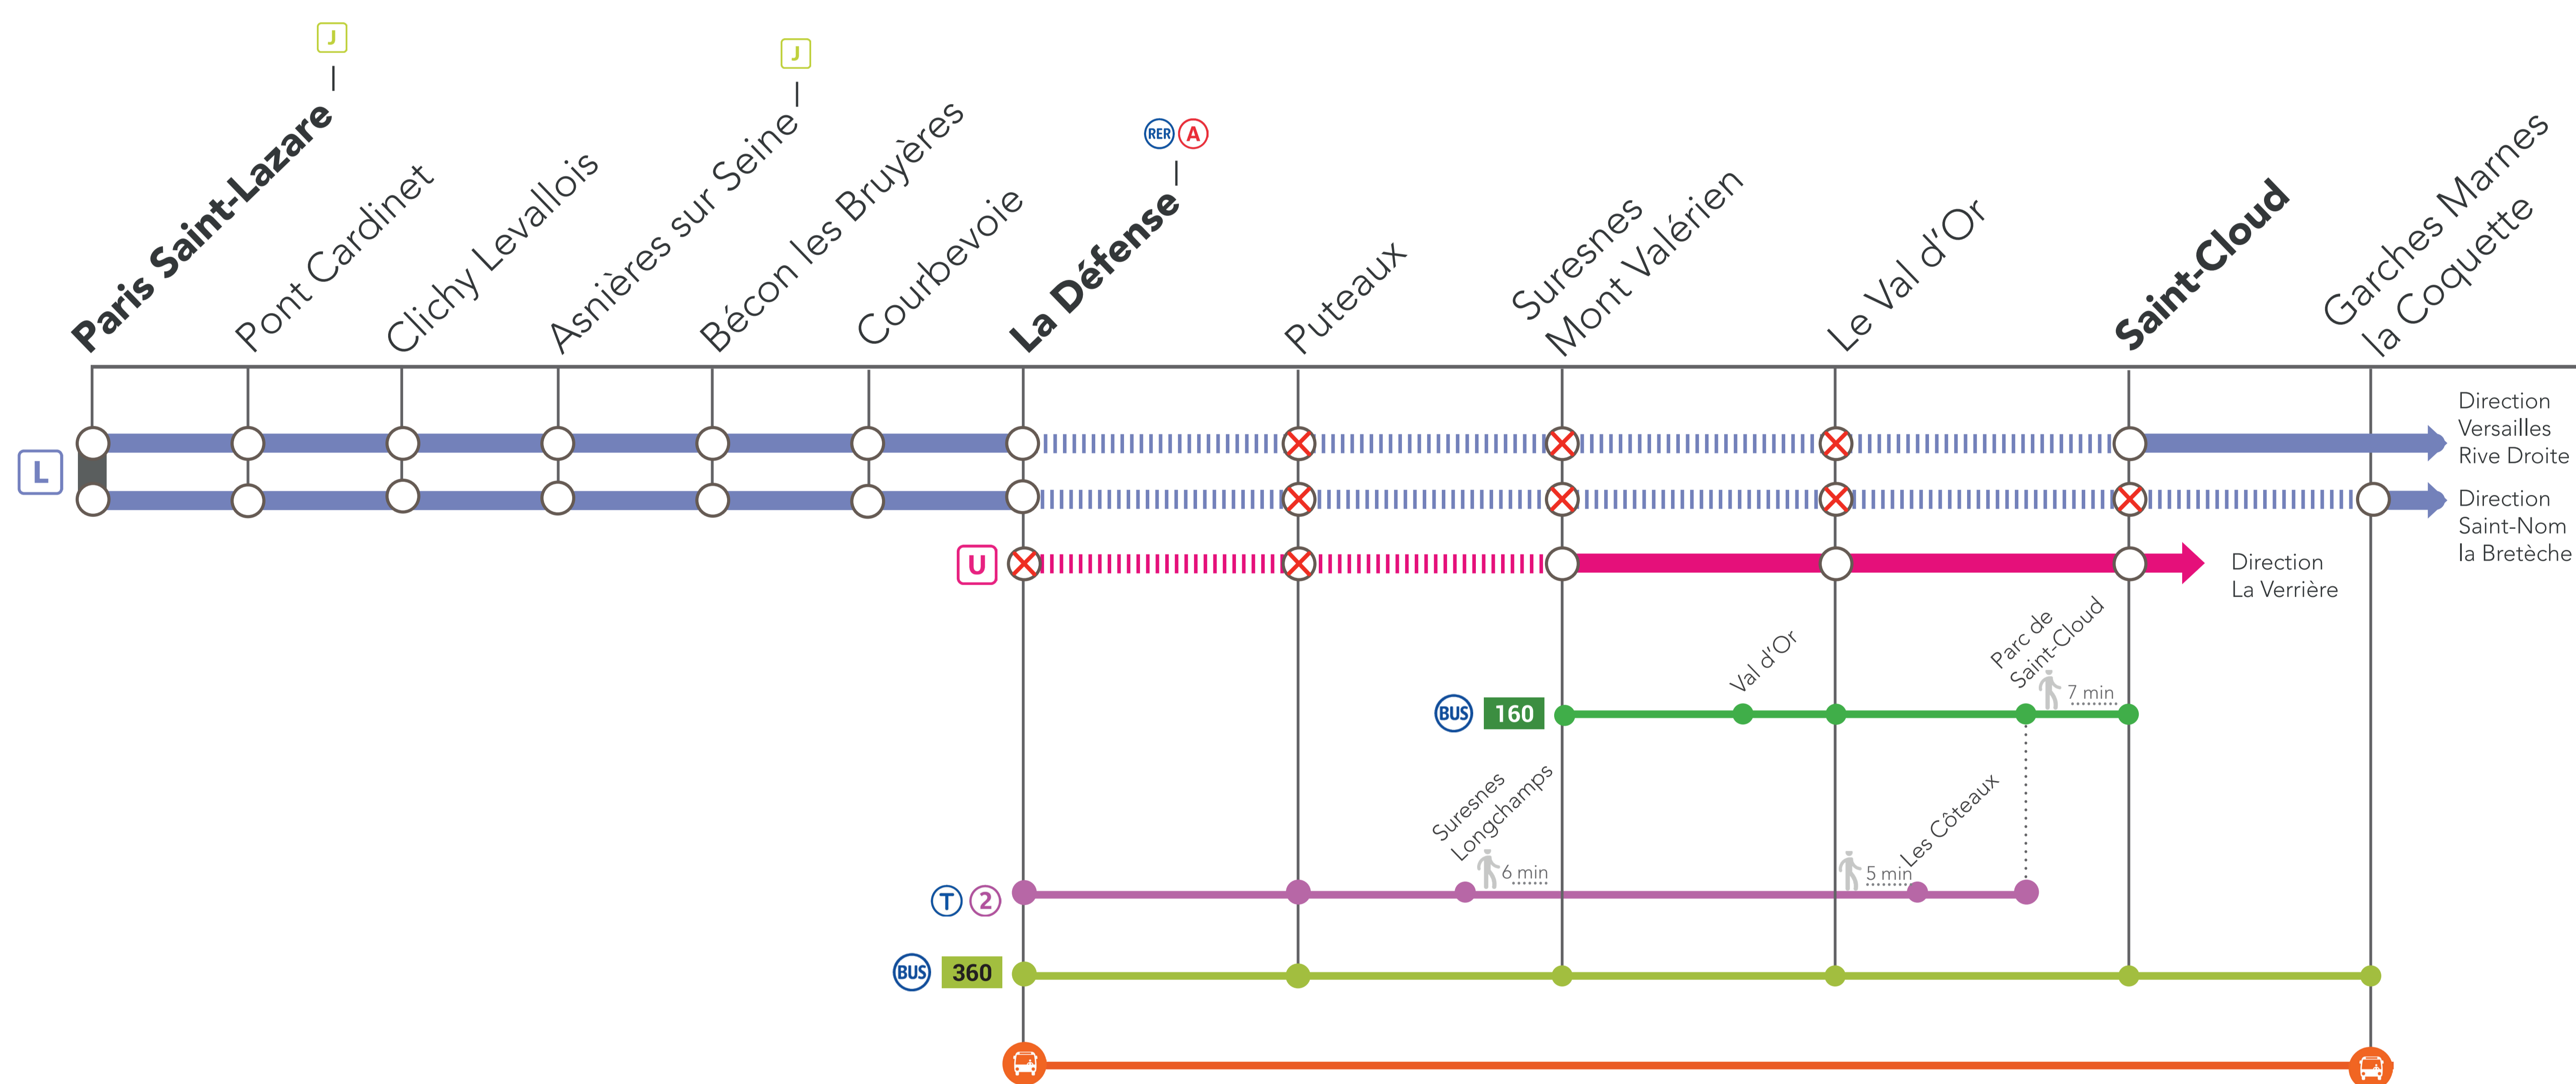 J
J
RER A
Paris Saint-Lazare
Pont Cardinet
Clichy Levallois
Asnières sur Seine
Bécon les Bruyères
Courbevoie
La Défense
Puteaux
Suresnes
Mont Valérien
Le Val d'Or
Saint-Cloud
Garches Marnes
la Coquette
L
Direction
Versailles
Rive Droite
Direction
Saint-Nom
la Bretèche
U
Direction
La Verrière
BUS 160
Val d'Or
Parc de
Saint-Cloud
7 min
T 2
Suresnes
Longchamps
6 min
5 min
Les Côteaux
BUS 360